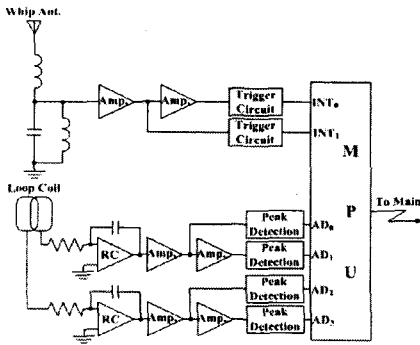 Whip Ant.
Amp.
Amp.
Trigger
Circuit
INT0
Trigger
Circuit
INT1
M
P
U
To Main
Loop Coil
RC
Amp.
Amp.
Peak
Detection
AD0
Peak
Detection
AD1
RC
Amp.
Amp.
Peak
Detection
AD2
Peak
Detection
AD3